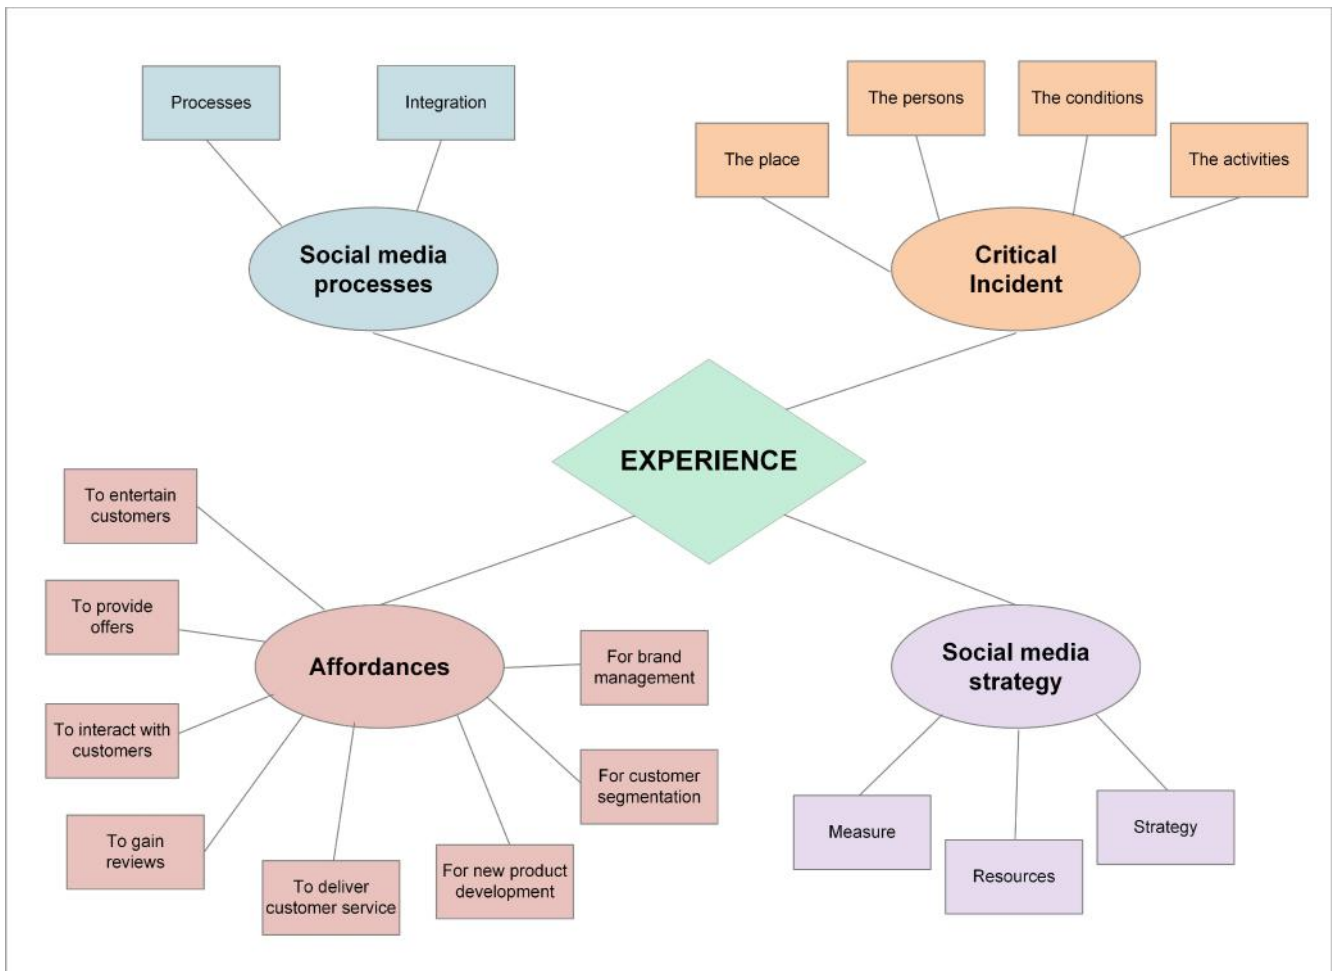 Processes
Integration
The persons
The conditions
The place
The activities
Social media
processes
Critical
Incident
EXPERIENCE
To entertain
customers
To provide
offers
To interact with
customers
To gain
reviews
To deliver
customer service
For new product
development
For customer
segmentation
For brand
management
Affordances
Social media
strategy
Measure
Resources
Strategy